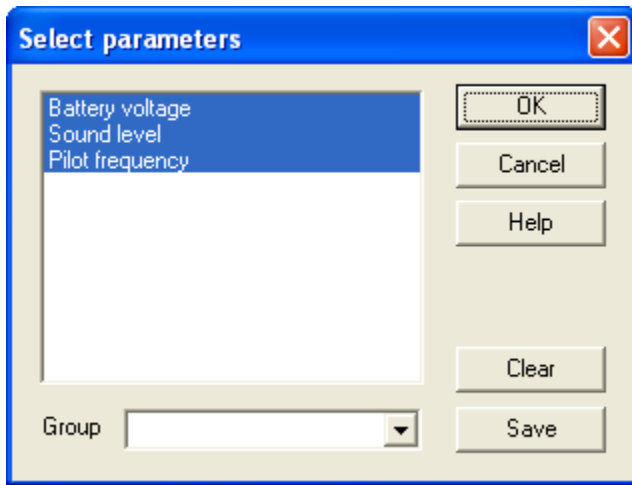 Select parameters
Battery voltage
Sound level
Pilot frequency
OK
Cancel
Help
Clear
Group
Save